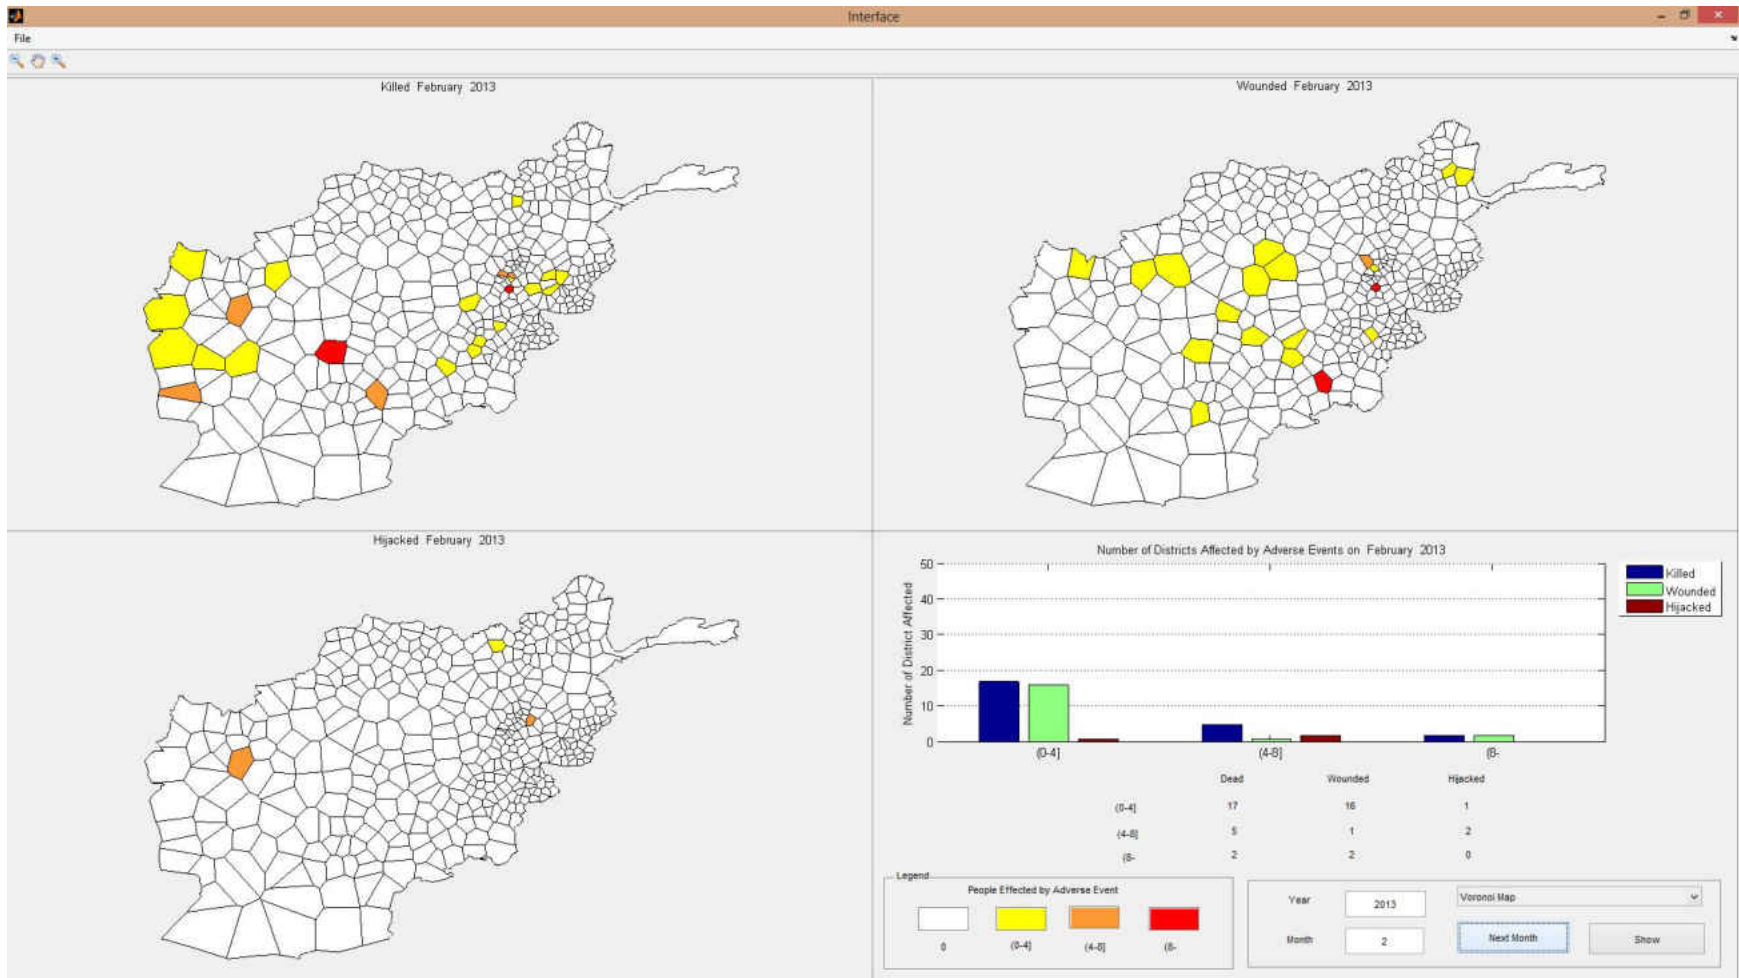 Interface
File
Killed February 2013
Wounded February 2013
Hijacked February 2013
Number of Districts Affected by Adverse Events on February 2013
Number of District Affected
50
40
30
20
10
0
(0-4]
(4-8]
(8-
Killed
Wounded
Hijacked
Dead Wounded Hijacked
(0-4] 17 16 1
(4-8] 5 1 2
(8- 2 2 0
Legend
People Effected by Adverse Event
0 (0-4] (4-8] (8-
Year 2013 Voronoi Map
Month 2 Next Month Show